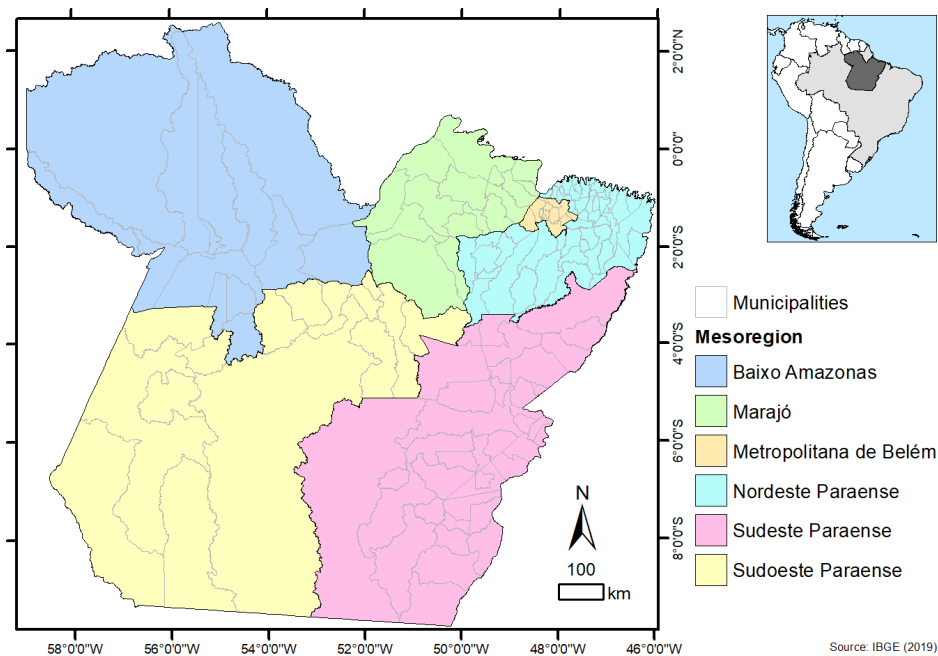 2°0'0"N
0°0'0"
2°0'0"S
4°0'0"S
6°0'0"S
8°0'0"S
58°0'0"W
56°0'0"W
54°0'0"W
52°0'0"W
50°0'0"W
48°0'0"W
46°0'0"W
N
100
km
Municipalities
Mesoregion
Baixo Amazonas
Marajó
Metropolitana de Belém
Nordeste Paraense
Sudeste Paraense
Sudoeste Paraense
Source: IBGE (2019)